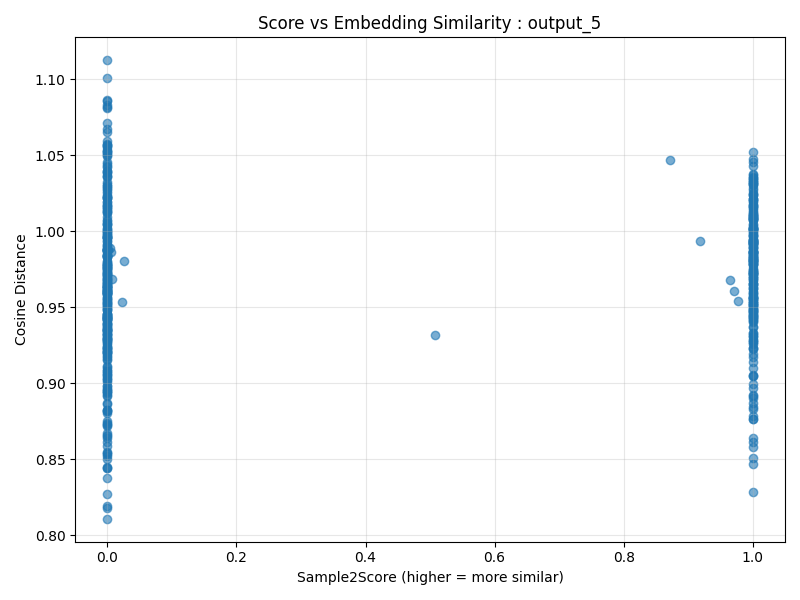 Score vs Embedding Similarity : output_5
Cosine Distance
1.10
1.05
1.00
0.95
0.90
0.85
0.80
0.0 0.2 0.4 0.6 0.8 1.0
Sample2Score (higher = more similar)